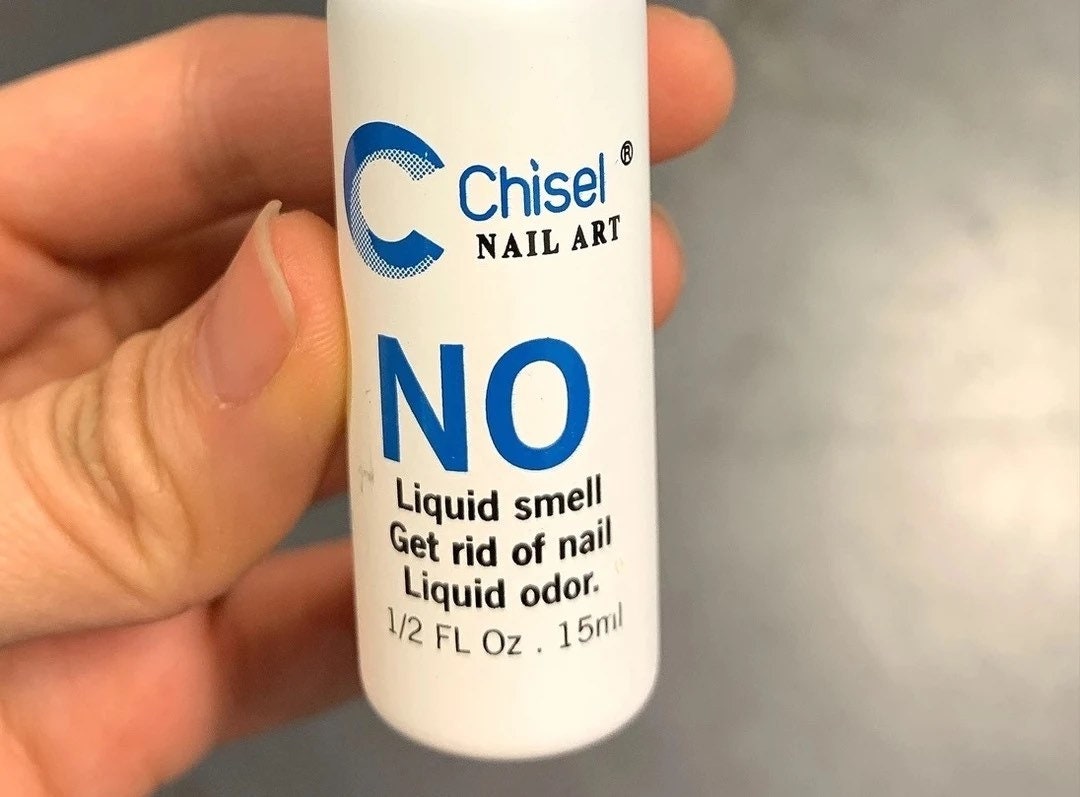 C Chisel ®
NAIL ART
NO
Liquid smell
Get rid of nail
Liquid odor.
1/2 FL Oz . 15ml